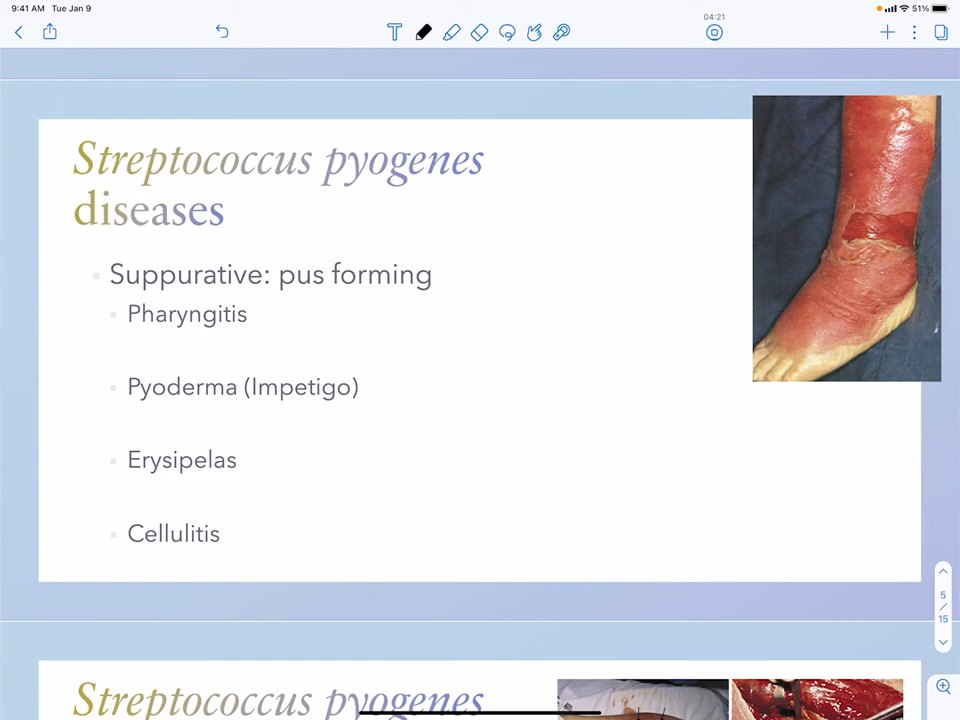 9:41 AM Tue Jan 9
51%
04:21
T
Streptococcus pyogenes
diseases
Suppurative: pus forming
Pharyngitis
Pyoderma (Impetigo)
Erysipelas
Cellulitis
5
/
15
Streptococcus pyogenes